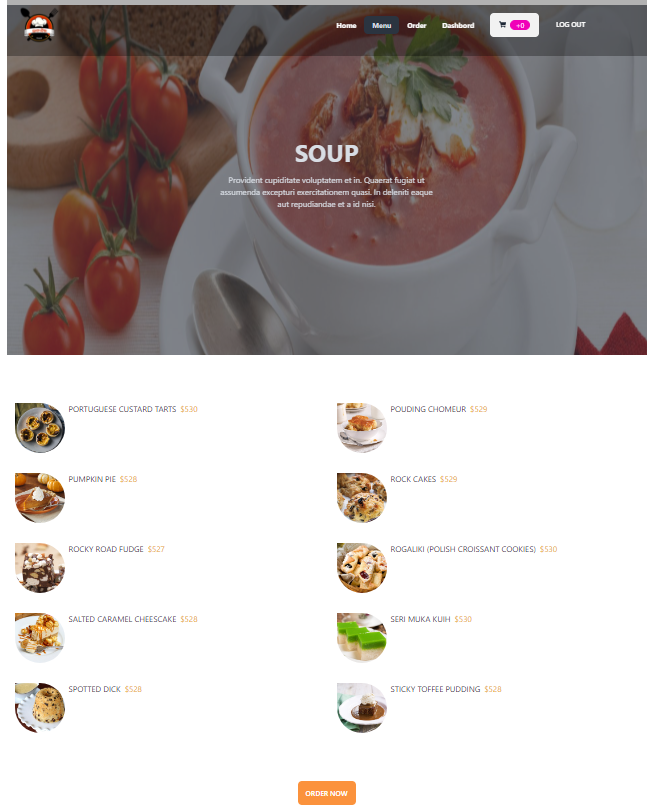 Home Menu Order Dashbord +0 LOG OUT
SOUP
Provident cupiditate voluptatem et in. Quaerat fugiat ut
assumenda excepturi exercitationem quasi. In deleniti eaque
aut repudiandae et a id nisi.
PORTUGUESE CUSTARD TARTS $530
POUDING CHOMEUR $529
PUMPKIN PIE $528
ROCK CAKES $529
ROCKY ROAD FUDGE $527
ROGALIKI (POLISH CROISSANT COOKIES) $530
SALTED CARAMEL CHEESCAKE $528
SERI MUKA KUIH $530
SPOTTED DICK $528
STICKY TOFFEE PUDDING $528
ORDER NOW